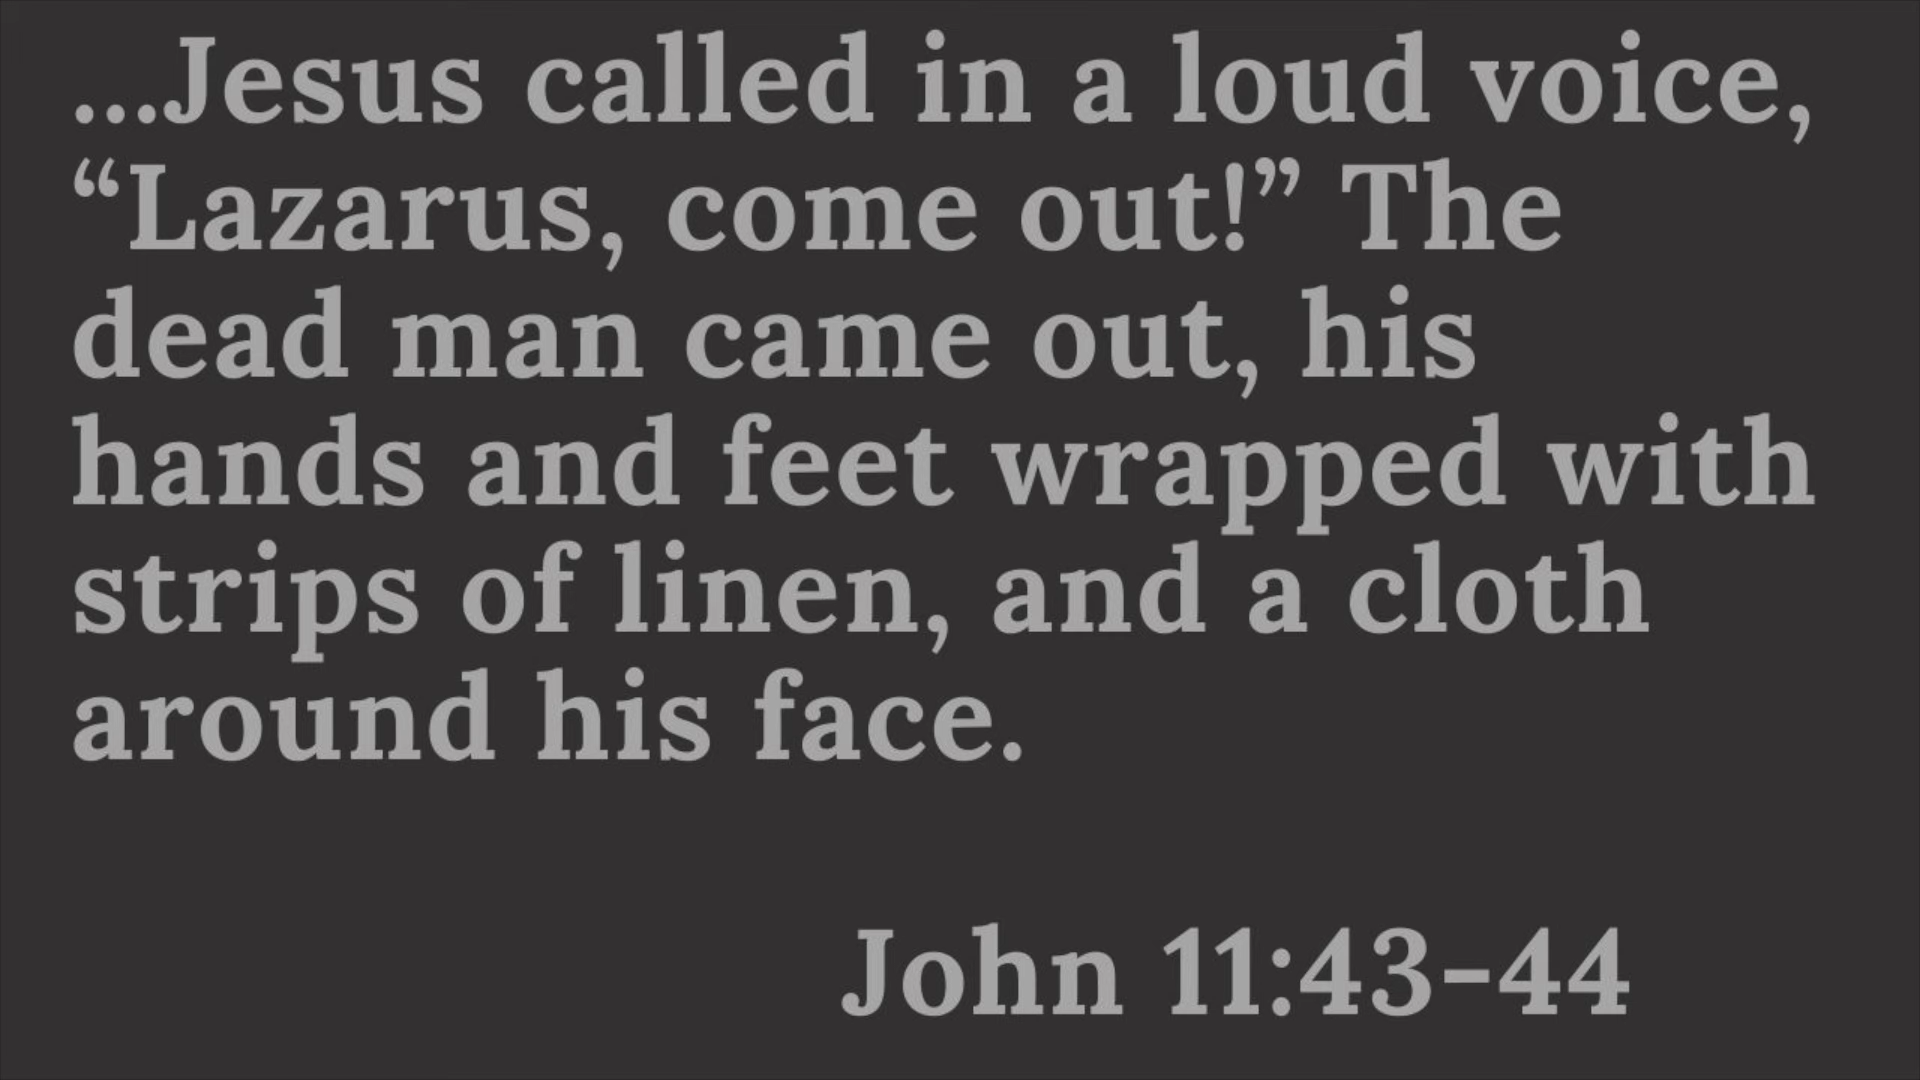 ...Jesus called in a loud voice,
“Lazarus, come out!” The
dead man came out, his
hands and feet wrapped with
strips of linen, and a cloth
around his face.
John 11:43-44